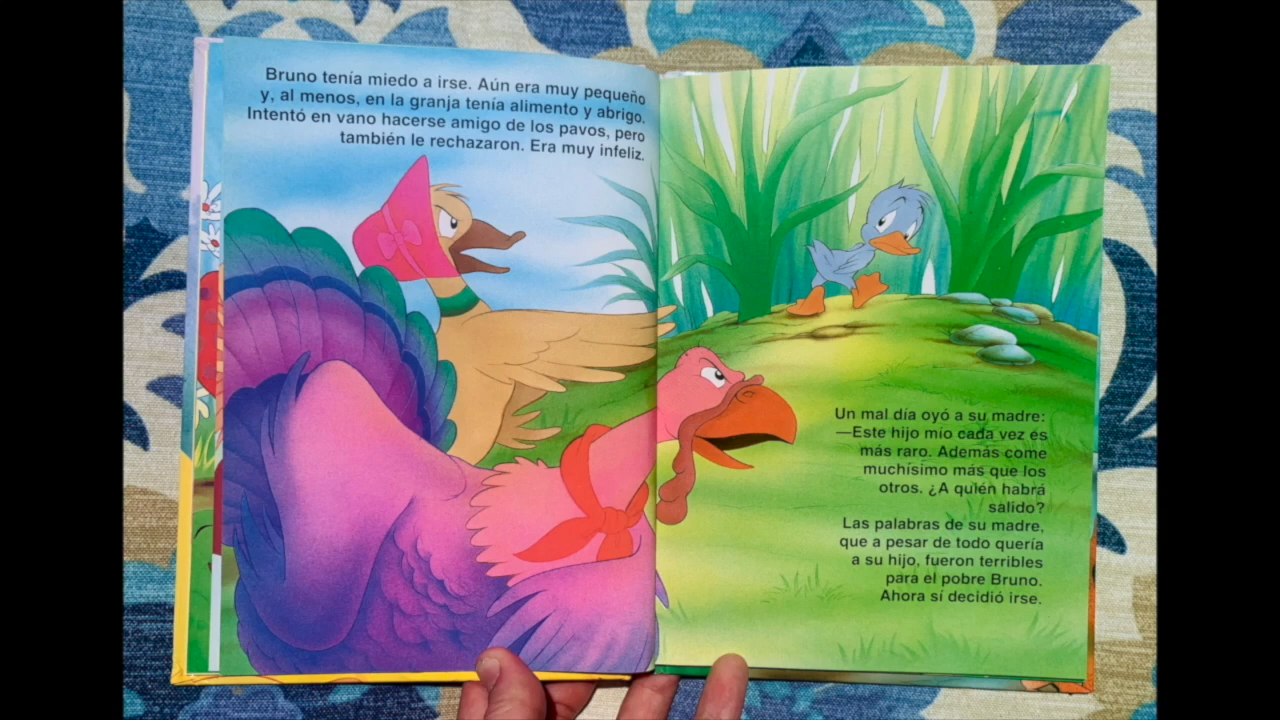 Bruno tenía miedo a irse. Aún era muy pequeño
y, al menos, en la granja tenía alimento y abrigo.
Intentó en vano hacerse amigo de los pavos, pero
también le rechazaron. Era muy infeliz.
Un mal día oyó a su madre:
—Este hijo mío cada vez es
más raro. Además come
muchísimo más que los
otros. ¿A quién habrá
salido?
Las palabras de su madre,
que a pesar de todo quería
a su hijo, fueron terribles
para el pobre Bruno.
Ahora sí decidió irse.